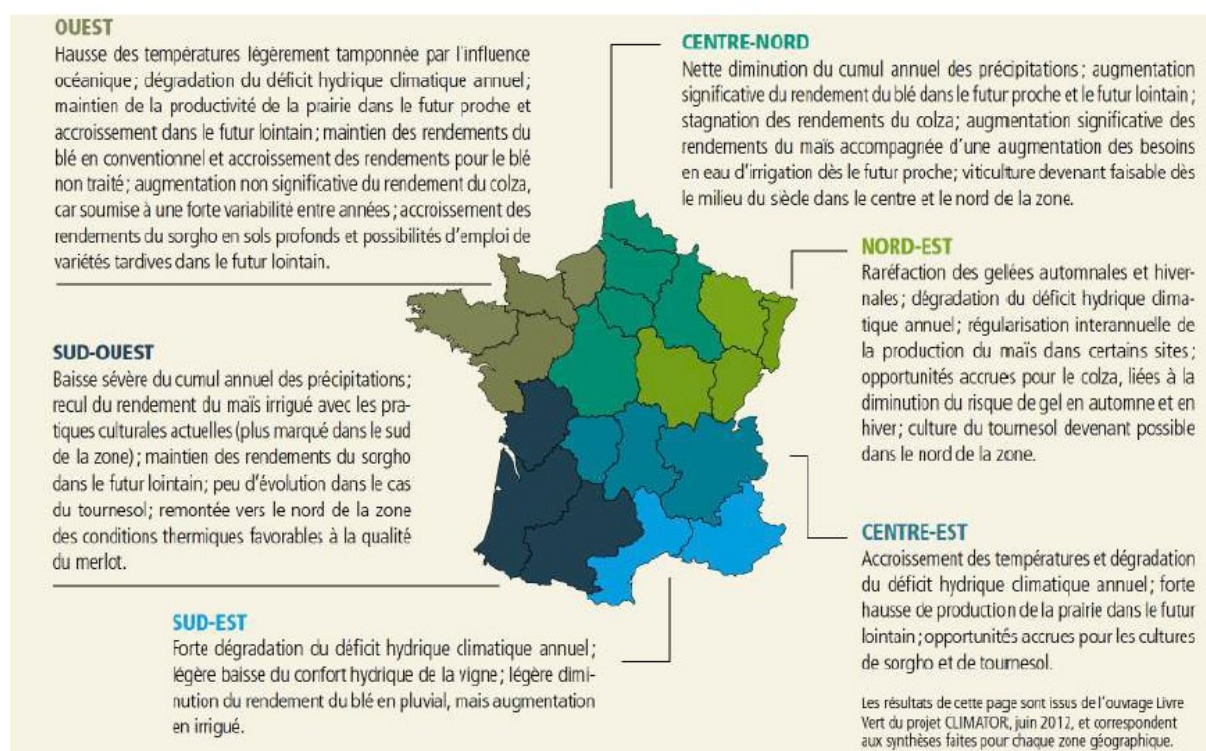 OUEST
Hausse des températures légèrement tamponnée par l'influence
océanique; dégradation du déficit hydrique climatique annuel;
maintien de la productivité de la prairie dans le futur proche et
accroissement dans le futur lointain; maintien des rendements du
blé en conventionnel et accroissement des rendements pour le blé
non traité; augmentation non significative du rendement du colza,
car soumise à une forte variabilité entre années; accroissement des
rendements du sorgho en sols profonds et possibilités d'emploi de
variétés tardives dans le futur lointain.
CENTRE-NORD
Nette diminution du cumul annuel des précipitations; augmentation
significative du rendement du blé dans le futur proche et le futur lointain;
stagnation des rendements du colza; augmentation significative des
rendements du maïs accompagnée d'une augmentation des besoins
en eau d'irrigation dès le futur proche; viticulture devenant faisable dès
le milieu du siècle dans le centre et le nord de la zone.
NORD-EST
Raréfaction des gellées automnales et hiver-
nales; dégradation du déficit hydrique clima-
tique annuel; régularisation interannuelle de
la production du maïs dans certains sites;
opportunités accrues pour le colza, liées à la
diminution du risque de gel en automne et en
hiver; culture du tournesol devenant possible
dans le nord de la zone.
SUD-OUEST
Baisse sévère du cumul annuel des précipitations;
recul du rendement du maïs irrigué avec les pra-
tiques culturales actuelles (plus marqué dans le sud
de la zone); maintien des rendements du sorgho
dans le futur lointain; peu d'évolution dans le cas
du tournesol; remontée vers le nord de la zone
des conditions thermiques favorables à la qualité
du merlot.
CENTRE-EST
Accroissement des températures et dégradation
du déficit hydrique climatique annuel; forte
hausse de production de la prairie dans le futur
lointain; opportunités accrues pour les cultures
de sorgho et de tournesol.
SUD-EST
Forte dégradation du déficit hydrique climatique annuel;
légère baisse du confort hydrique de la vigne; légère dimi-
nution du rendement du blé en pluvial, mais augmentation
en irrigué.
Les résultats de cette page sont issus de l'ouvrage Livre
Vert du projet CLIMATOR, juin 2012, et correspondent
aux synthèses faites pour chaque zone géographique.